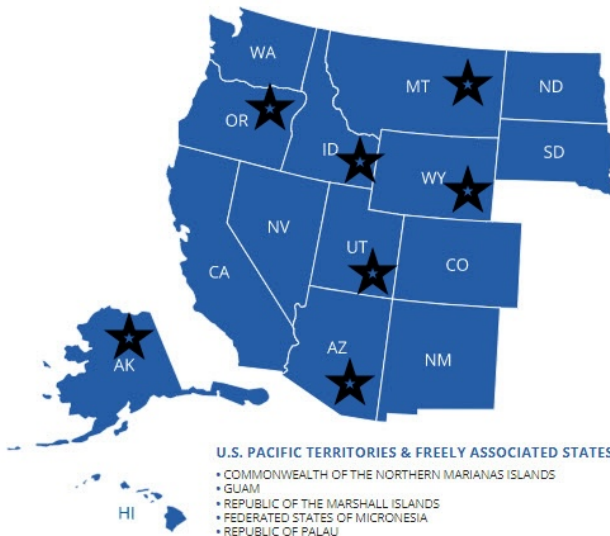 WA
MT
ND
OR
ID
SD
WY
NV
UT
CO
CA
AZ
NM
AK
HI
U.S. PACIFIC TERRITORIES & FREELY ASSOCIATED STATES
• COMMONWEALTH OF THE NORTHERN MARIANAS ISLANDS
• GUAM
• REPUBLIC OF THE MARSHALL ISLANDS
• FEDERATED STATES OF MICRONESIA
• REPUBLIC OF PALAU